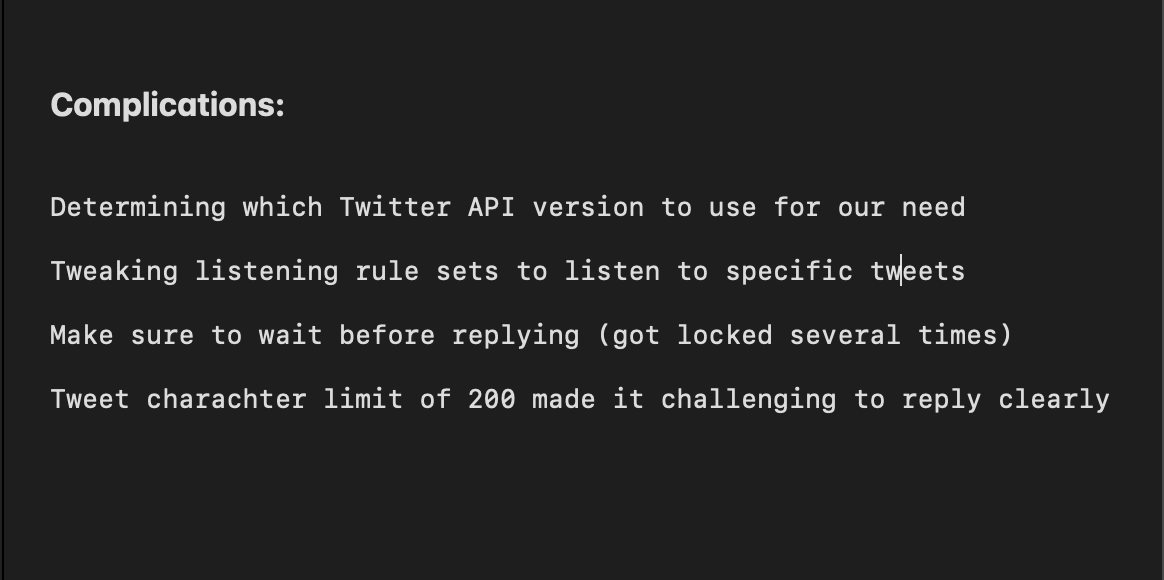 Complications:
Determining which Twitter API version to use for our need
Tweaking listening rule sets to listen to specific tweets
Make sure to wait before replying (got locked several times)
Tweet charachter limit of 200 made it challenging to reply clearly